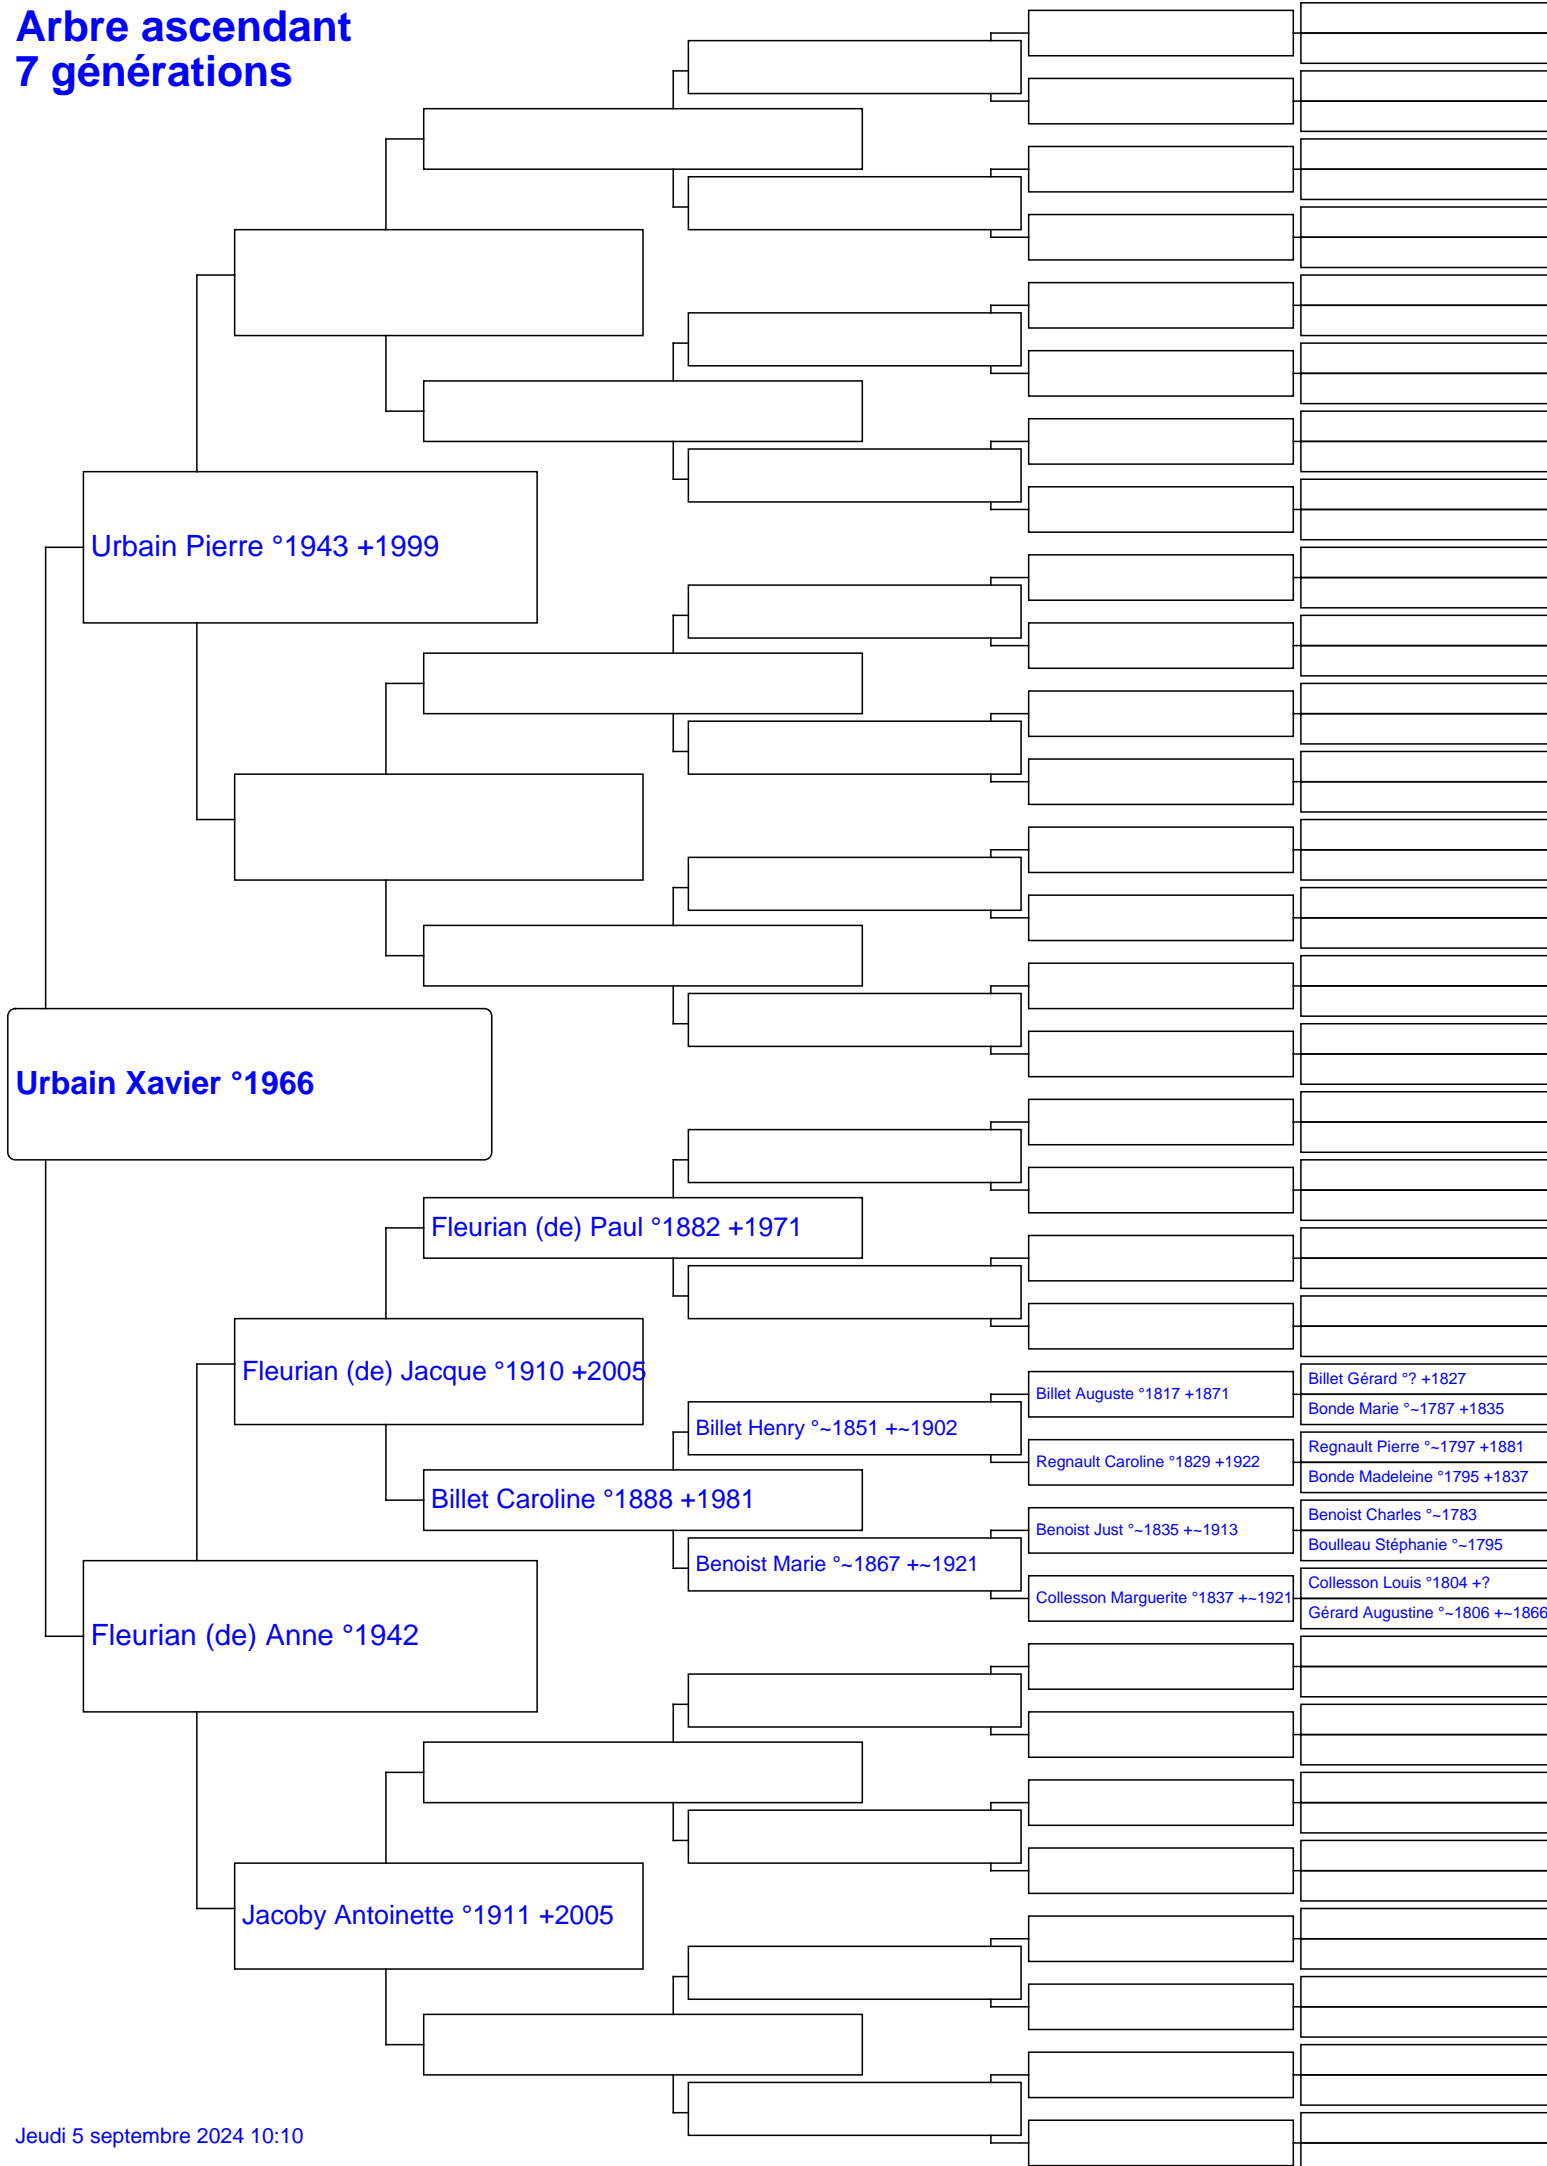 Arbre ascendant
7 générations
Urbain Pierre °1943 +1999
Urbain Xavier °1966
Fleurian (de) Paul °1882 +1971
Fleurian (de) Jacque °1910 +2005
Billet Auguste °1817 +1871
Billet Gérard °? +1827
Bonde Marie °~1787 +1835
Billet Henry °~1851 +~1902
Regnault Caroline °1829 +1922
Regnault Pierre °~1797 +1881
Bonde Madeleine °1795 +1837
Billet Caroline °1888 +1981
Benoist Just °~1835 +~1913
Benoist Charles °~1783
Boulleau Stéphanie °~1795
Benoist Marie °~1867 +~1921
Collesson Marguerite °1837 +~1921
Collesson Louis °1804 +?
Gérard Augustine °~1806 +~1866
Fleurian (de) Anne °1942
Jacoby Antoinette °1911 +2005
Jeudi 5 septembre 2024 10:10